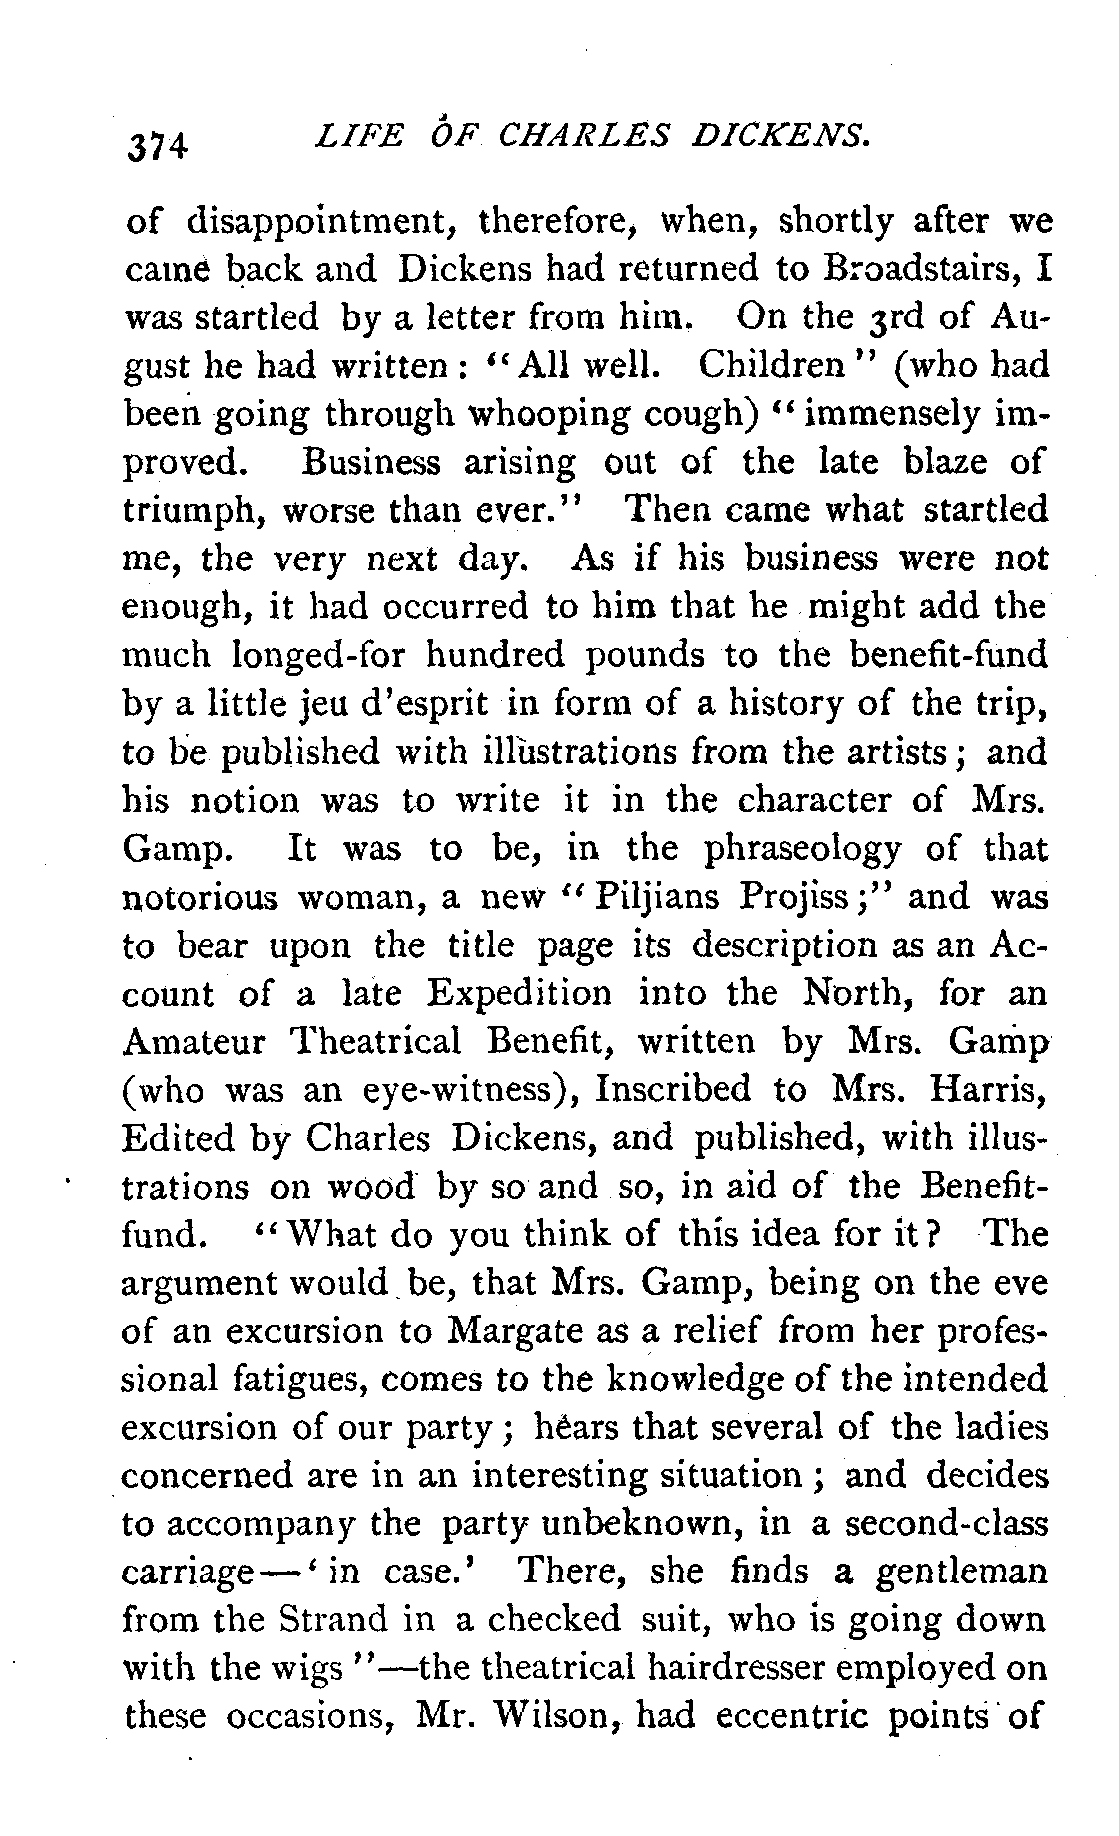 374 LIFE OF CHARLES DICKENS.
of disappointment, therefore, when, shortly after we
came back and Dickens had returned to Broadstairs, I
was startled by a letter from him. On the 3rd of Au-
gust he had written : “ All well. Children ” (who had
been going through whooping cough) “ immensely im-
proved. Business arising out of the late blaze of
triumph, worse than ever.” Then came what startled
me, the very next day. As if his business were not
enough, it had occurred to him that he might add the
much longed-for hundred pounds to the benefit-fund
by a little jeu d'esprit in form of a history of the trip,
to be published with illustrations from the artists ; and
his notion was to write it in the character of Mrs.
Gamp. It was to be, in the phraseology of that
notorious woman, a new “ Piljians Projiss ;” and was
to bear upon the title page its description as an Ac-
count of a late Expedition into the North, for an
Amateur Theatrical Benefit, written by Mrs. Gamp
(who was an eye-witness), Inscribed to Mrs. Harris,
Edited by Charles Dickens, and published, with illus-
trations on wood by so and so, in aid of the Benefit-
fund. “ What do you think of this idea for it ? The
argument would be, that Mrs. Gamp, being on the eve
of an excursion to Margate as a relief from her profes-
sional fatigues, comes to the knowledge of the intended
excursion of our party ; hears that several of the ladies
concerned are in an interesting situation ; and decides
to accompany the party unbeknown, in a second-class
carriage—‘ in case.’ There, she finds a gentleman
from the Strand in a checked suit, who is going down
with the wigs ”—the theatrical hairdresser employed on
these occasions, Mr. Wilson, had eccentric points of